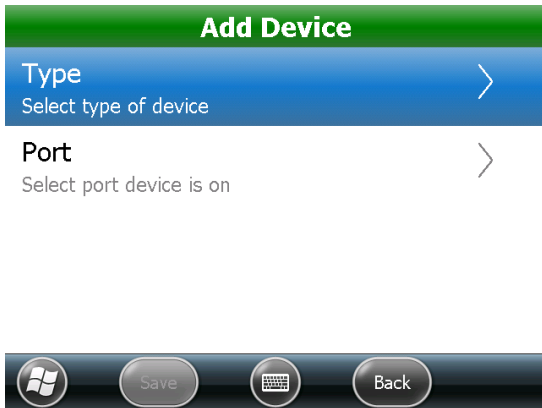 Add Device
Type
Select type of device
Port
Select port device is on
Save
Back